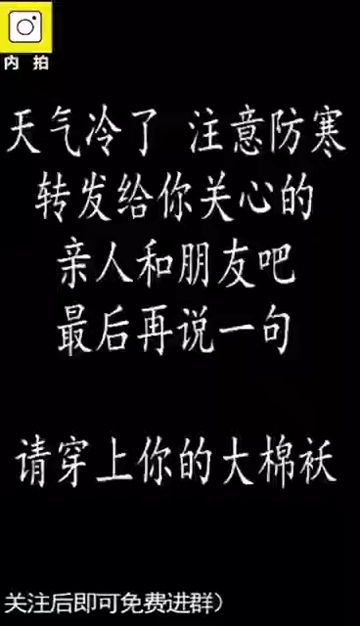 内拍
天气冷了 注意防寒
转发给你关心的
亲人和朋友吧
最后再说一句
请穿上你的大棉袄
关注后即可免费进群）